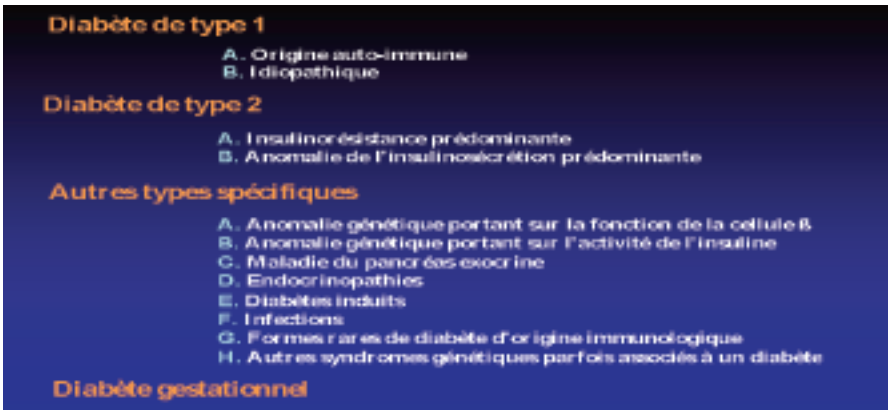 Diabète de type 1
A. Origine auto-immune
B. Idiopathique
Diabète de type 2
A. Insulinorésistance prédominante
B. Anomalie de l'insulinosécrétion prédominante
Autres types spécifiques
A. Anomalie génétique portant sur la fonction de la cellule ß
B. Anomalie génétique portant sur l'activité de l'insuline
C. Maladie du pancréas exocrine
D. Endocrinopathies
E. Diabètes induits
F. Infections
G. Formes rares de diabète d'origine immunologique
H. Autres syndromes génétiques parfois associés à un diabète
Diabète gestationnel